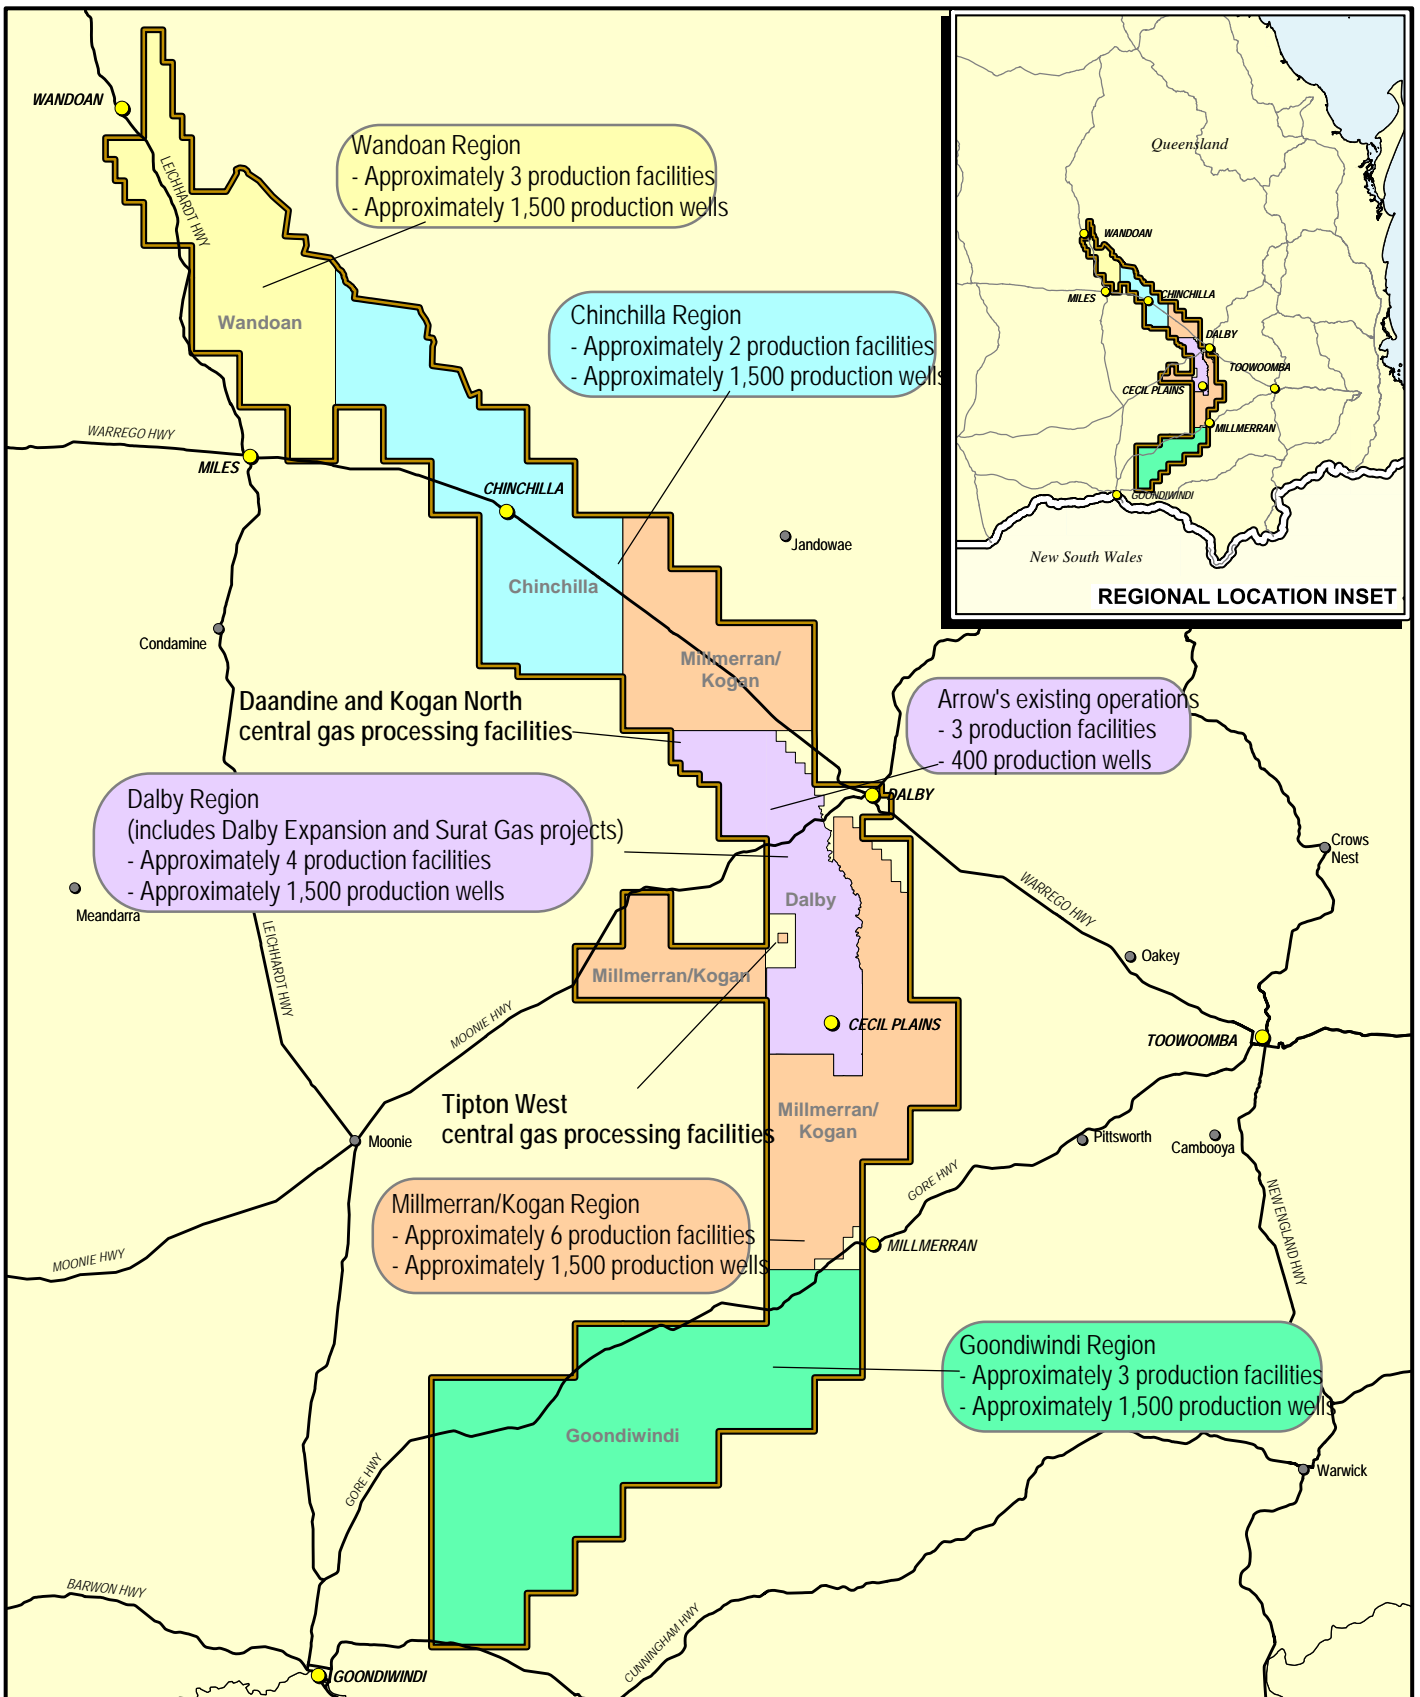 WANDOAN
LEICHHARDT HWY
Wandoan Region
- Approximately 3 production facilities
- Approximately 1,500 production wells
Wandoan
Chinchilla Region
- Approximately 2 production facilities
- Approximately 1,500 production wells
Queensland
WANDOAN
MILES
CHINCHILLA
DALBY
TOOWOOMBA
CECIL PLAINS
MILLMERRAN
GOONDIWINDI
New South Wales
REGIONAL LOCATION INSET
WARREGO HWY
MILES
CHINCHILLA
Jandowae
Chinchilla
Condamine
Millmerran/
Kogan
Daandine and Kogan North
central gas processing facilities
Arrow's existing operations
- 3 production facilities
- 400 production wells
DALBY
Dalby Region
(includes Dalby Expansion and Surat Gas projects)
- Approximately 4 production facilities
- Approximately 1,500 production wells
Crows
Nest
Meandarra
Dalby
WARREGO HWY
LEICHHARDT HWY
Oakey
Millmerran/Kogan
MOONIE HWY
CECIL PLAINS
TOOWOOMBA
Tipton West
central gas processing facilities
Millmerran/
Kogan
Moonie
Pittsworth
Cambooya
GORE HWY
NEW ENGLAND HWY
Millmerran/Kogan Region
- Approximately 6 production facilities
- Approximately 1,500 production wells
MOONIE HWY
MILLMERRAN
Goondiwindi Region
- Approximately 3 production facilities
- Approximately 1,500 production wells
Goondiwindi
GORE HWY
Warwick
BARWON HWY
CUNNINGHAM HWY
GOONDIWINDI